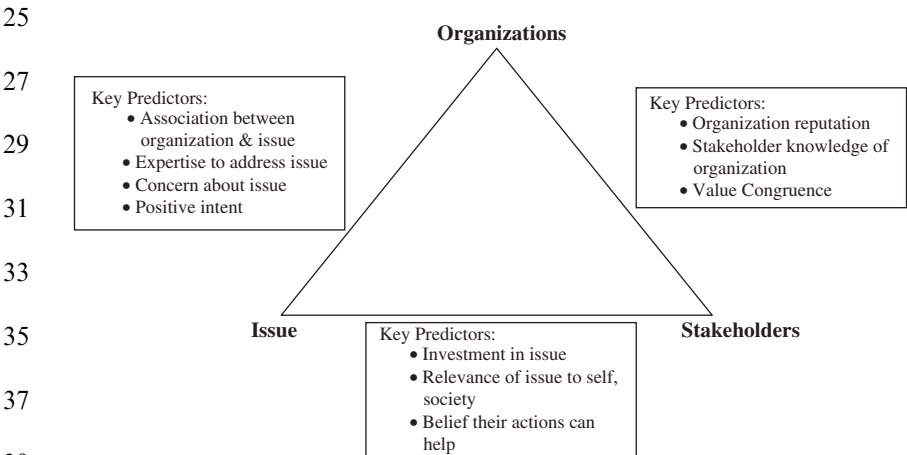 25
Organizations
27
Key Predictors:
• Association between
organization & issue
• Expertise to address issue
• Concern about issue
• Positive intent
Key Predictors:
• Organization reputation
• Stakeholder knowledge of
organization
• Value Congruence
29
31
33
35
Issue
Stakeholders
Key Predictors:
• Investment in issue
• Relevance of issue to self,
society
• Belief their actions can
help
37